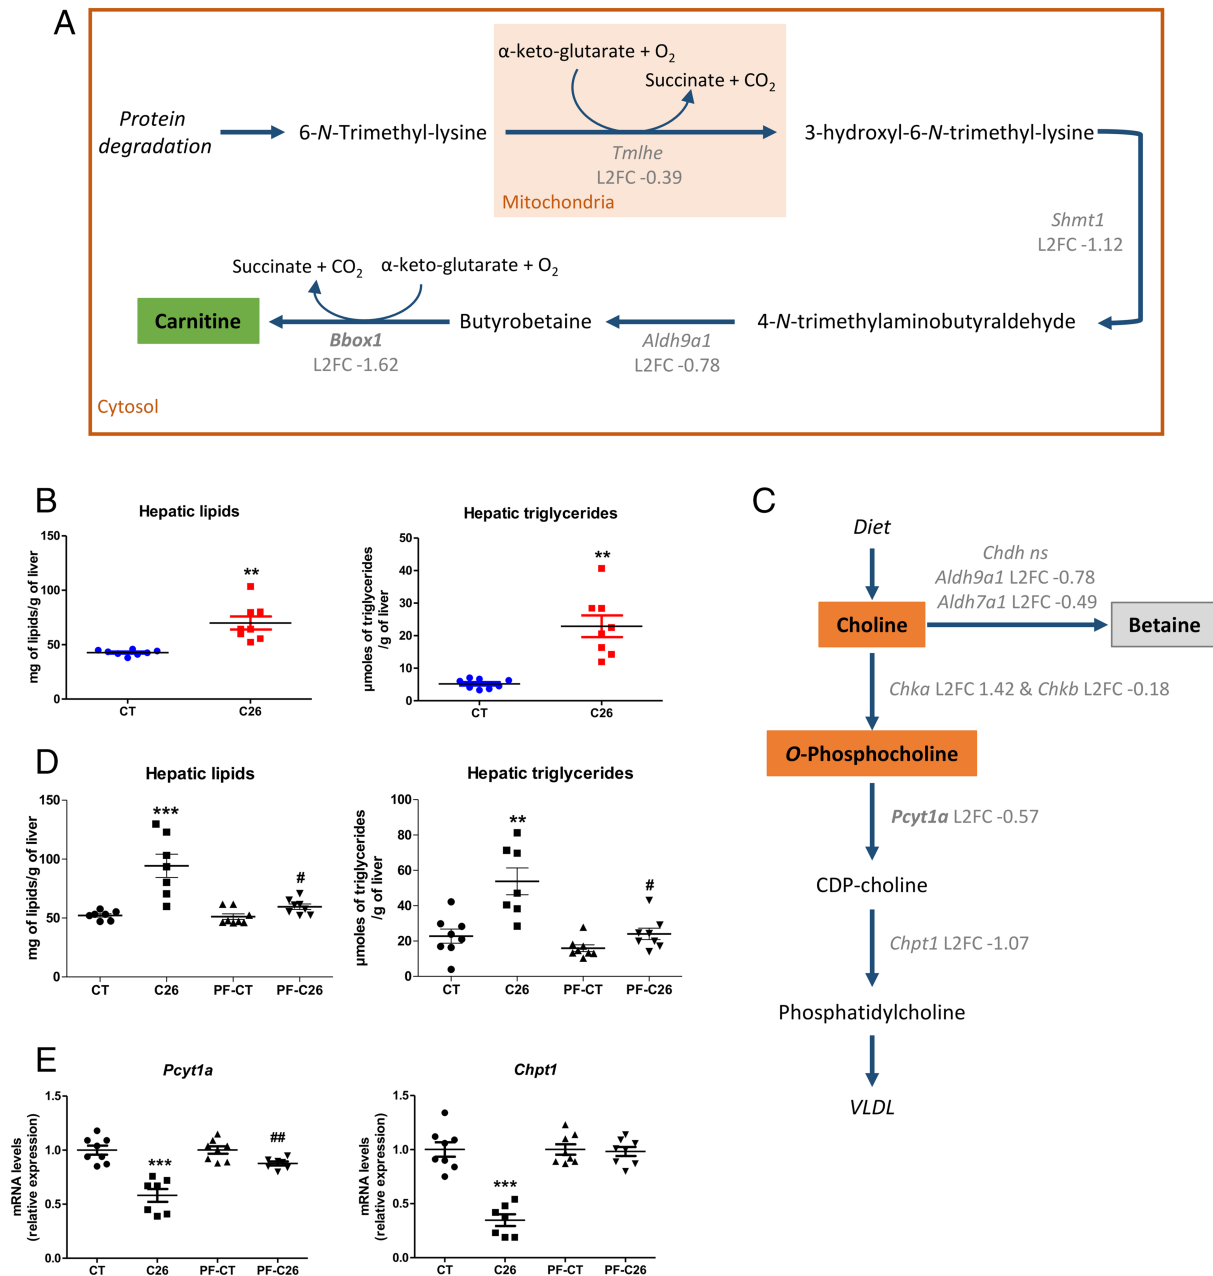 A
α-keto-glutarate + O2
Succinate + CO2
Protein
degradation
6-N-Trimethyl-lysine
3-hydroxyl-6-N-trimethyl-lysine
Tmlhe
L2FC -0.39
Mitochondria
Shmt1
L2FC -1.12
Succinate + CO2
α-keto-glutarate + O2
Carnitine
Butyrobetaine
4-N-trimethylaminobutyraldehyde
Bbox1
L2FC -1.62
Aldh9a1
L2FC -0.78
Cytosol
B
Hepatic lipids
mg of lipids/g of liver
150
100
50
0
**
CT
C26
Hepatic triglycerides
µmoles of triglycerides
/g of liver
50
40
30
20
10
0
**
CT
C26
C
Diet
Chdh ns
Aldh9a1 L2FC -0.78
Aldh7a1 L2FC -0.49
Choline
Betaine
Chka L2FC 1.42 & Chkb L2FC -0.18
O-Phosphocholine
Pcyt1a L2FC -0.57
CDP-choline
Chpt1 L2FC -1.07
Phosphatidylcholine
VLDL
D
Hepatic lipids
mg of lipids/g of liver
150
100
50
0
***
#
CT
C26
PF-CT
PF-C26
Hepatic triglycerides
µmoles of triglycerides
/g of liver
100
80
60
40
20
0
**
#
CT
C26
PF-CT
PF-C26
E
Pcyt1a
mRNA levels
(relative expression)
1.5
1.0
0.5
0.0
***
##
CT
C26
PF-CT
PF-C26
Chpt1
mRNA levels
(relative expression)
1.5
1.0
0.5
0.0
***
CT
C26
PF-CT
PF-C26